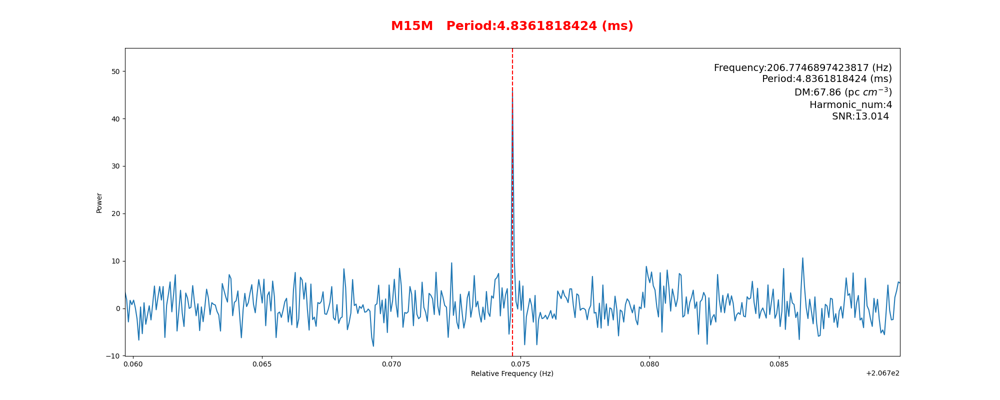 M15M   Period:4.8361818424 (ms)
Frequency:206.7746897423817 (Hz)
Period:4.8361818424 (ms)
DM:67.86 (pc cm⁻³)
Harmonic_num:4
SNR:13.014
50
40
30
20
10
0
−10
Power
0.060 0.065 0.070 0.075 0.080 0.085
Relative Frequency (Hz)
+2.067e2